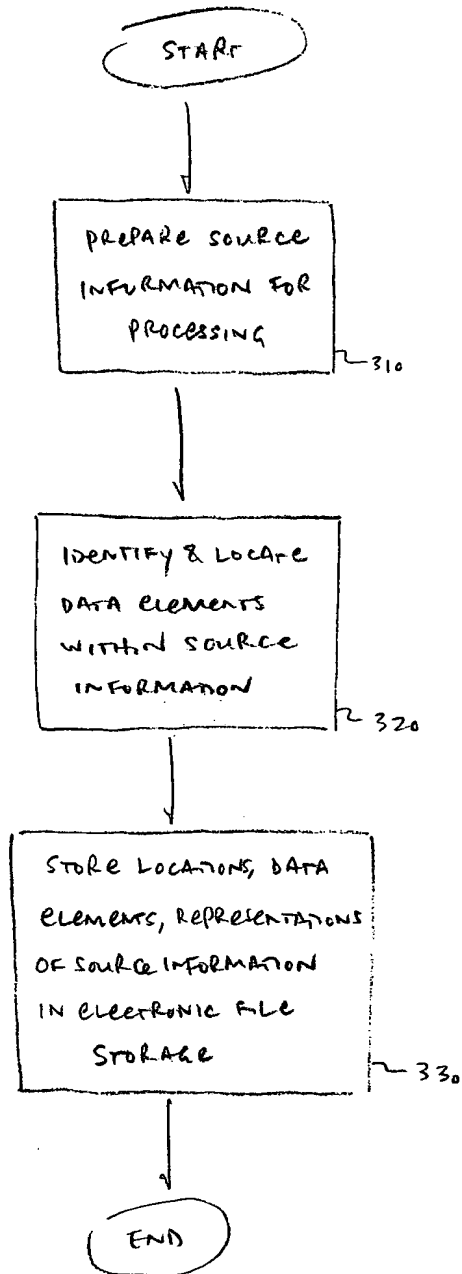 START
PREPARE SOURCE
INFORMATION FOR
PROCESSING
310
IDENTIFY & LOCATE
DATA ELEMENTS
WITHIN SOURCE
INFORMATION
320
STORE LOCATIONS, DATA
ELEMENTS, REPRESENTATIONS
OF SOURCE INFORMATION
IN ELECTRONIC FILE
STORAGE
330
END